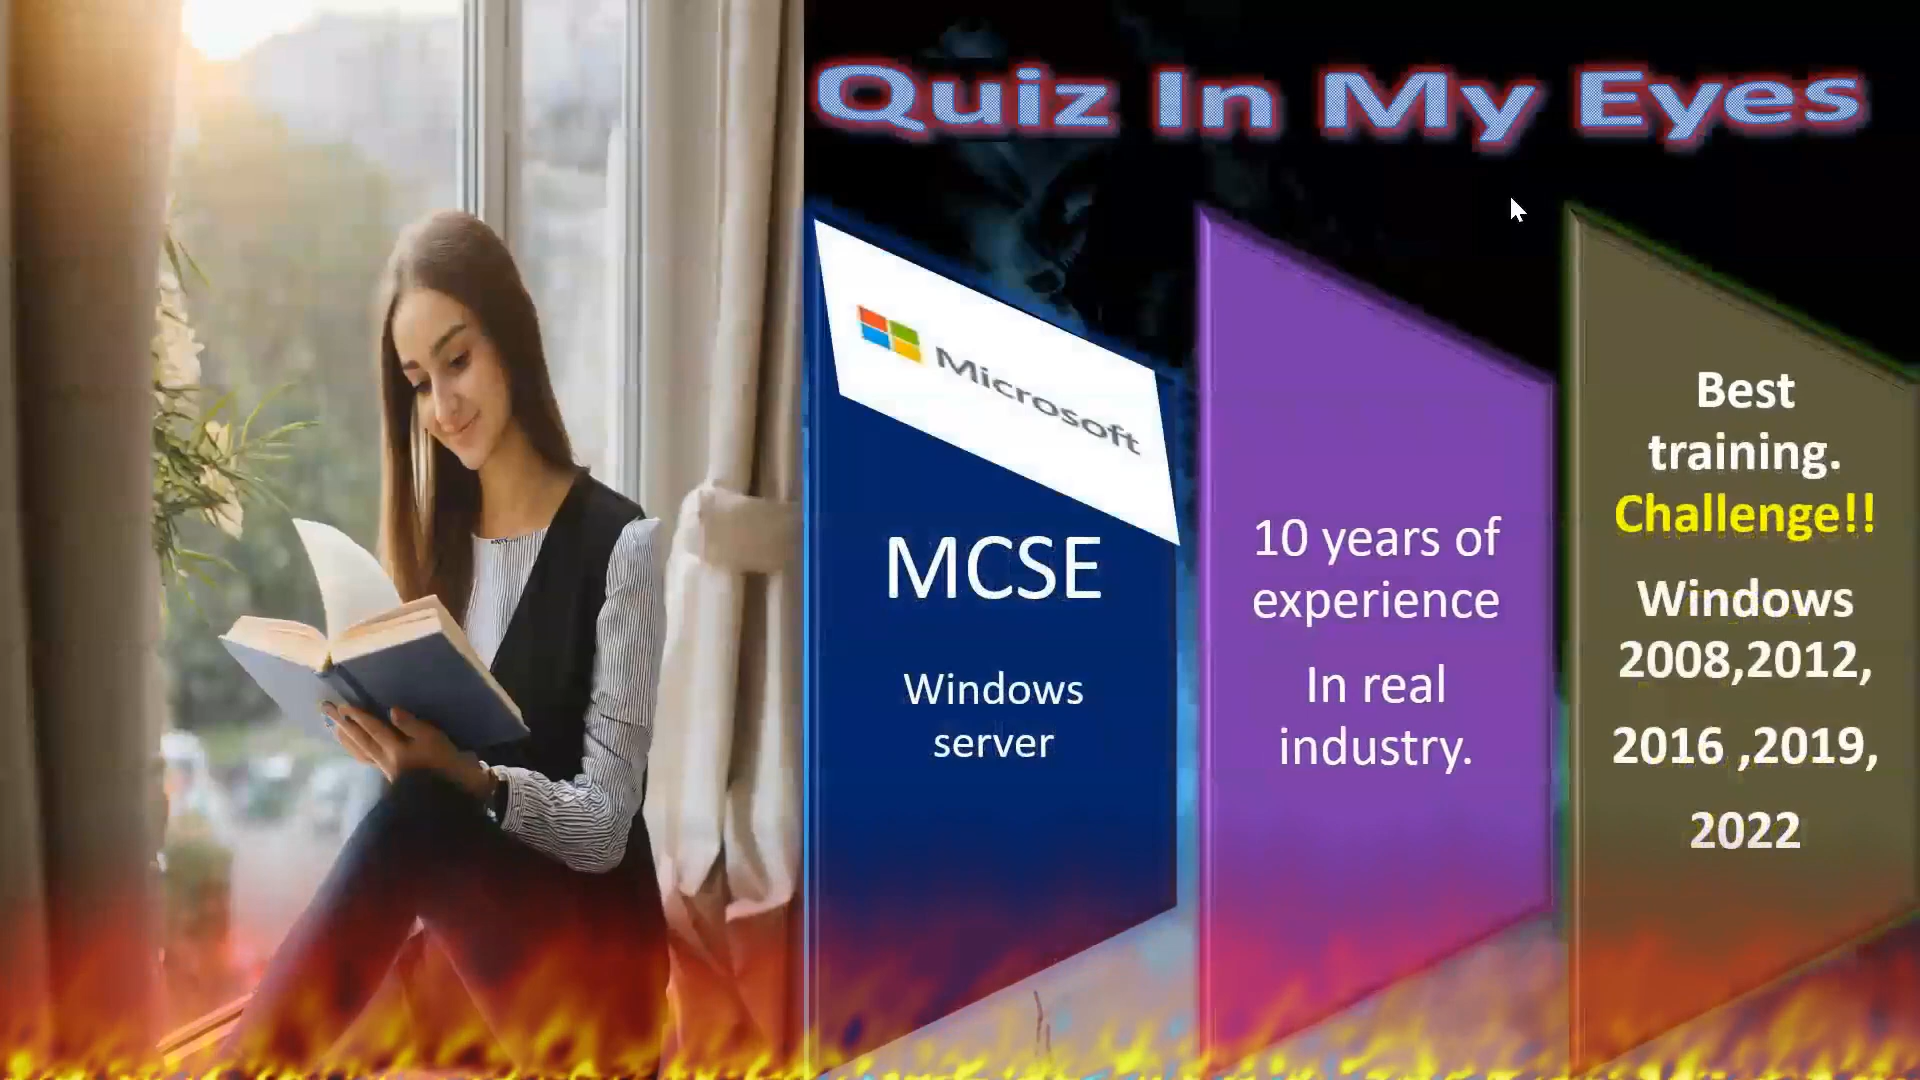 Quiz In My Eyes
Microsoft
MCSE
Windows
server
10 years of
experience
In real
industry.
Best
training.
Challenge!!
Windows
2008,2012,
2016 ,2019,
2022